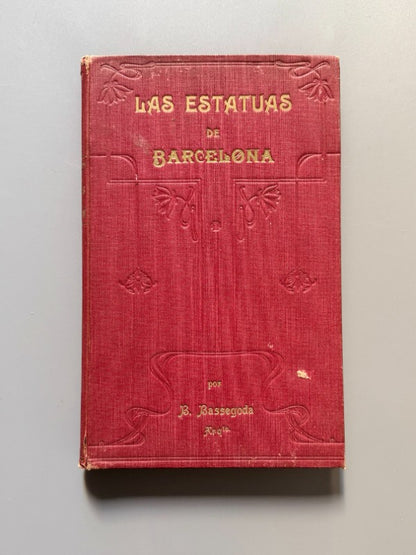 LAS ESTATUAS
DE
BARCELONA
por
B. Bassegoda
Arqto